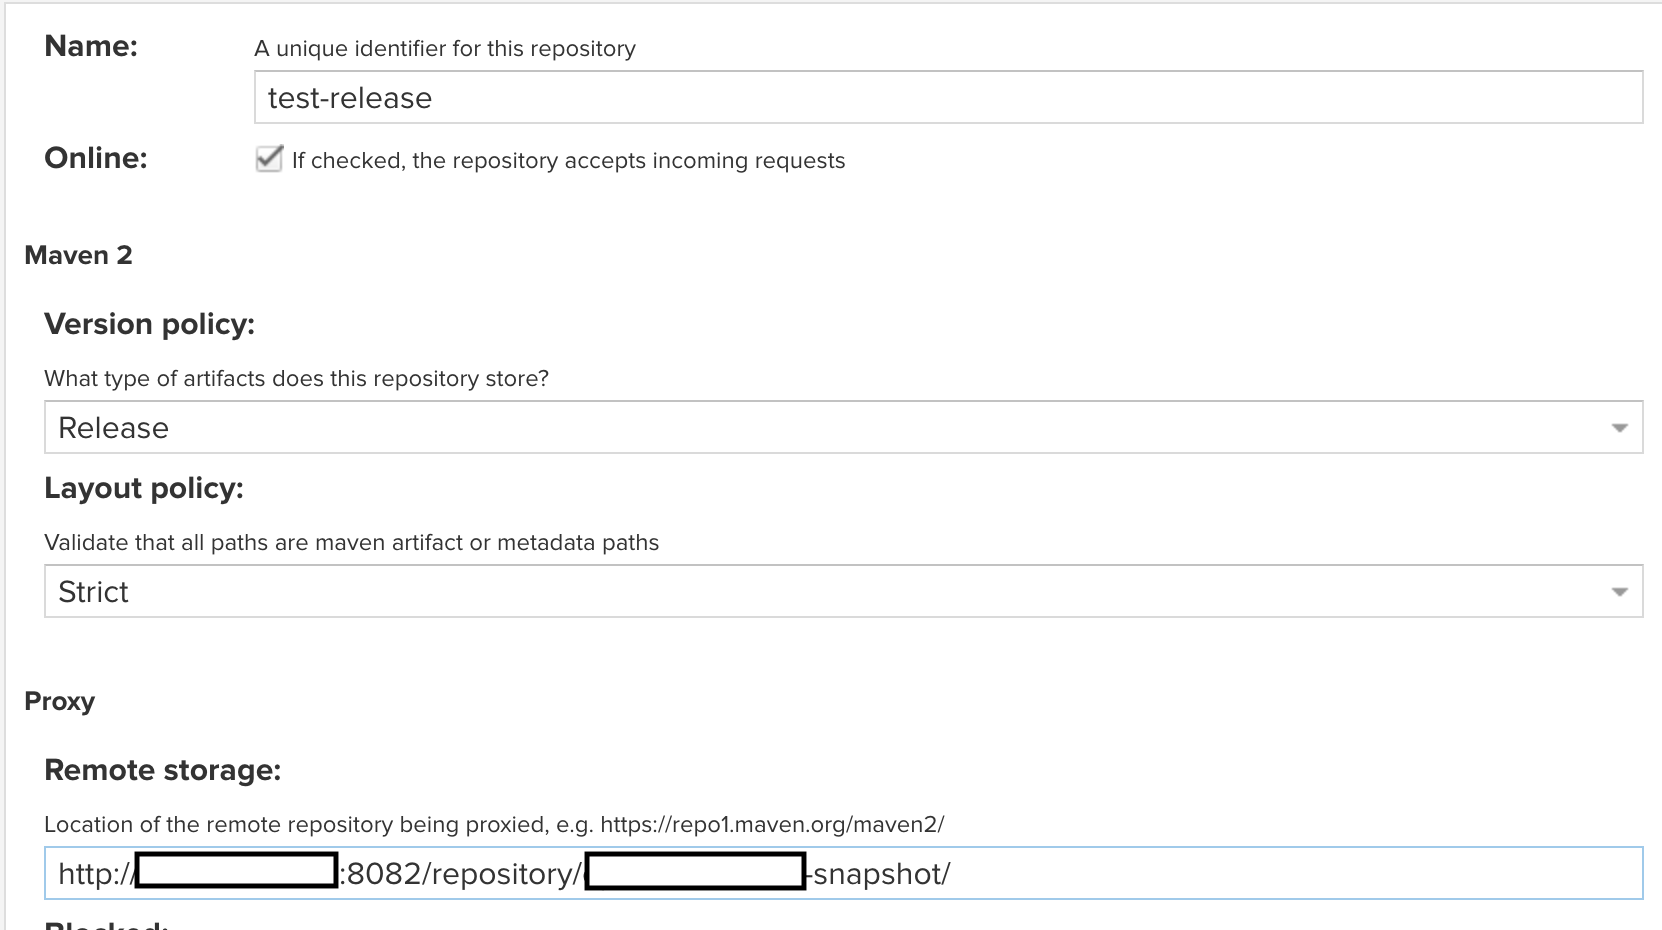 Name:
A unique identifier for this repository
test-release
Online:
If checked, the repository accepts incoming requests
Maven 2
Version policy:
What type of artifacts does this repository store?
Release
Layout policy:
Validate that all paths are maven artifact or metadata paths
Strict
Proxy
Remote storage:
Location of the remote repository being proxied, e.g. https://repo1.maven.org/maven2/
http:// :8082/repository/ -snapshot/
Blocked: